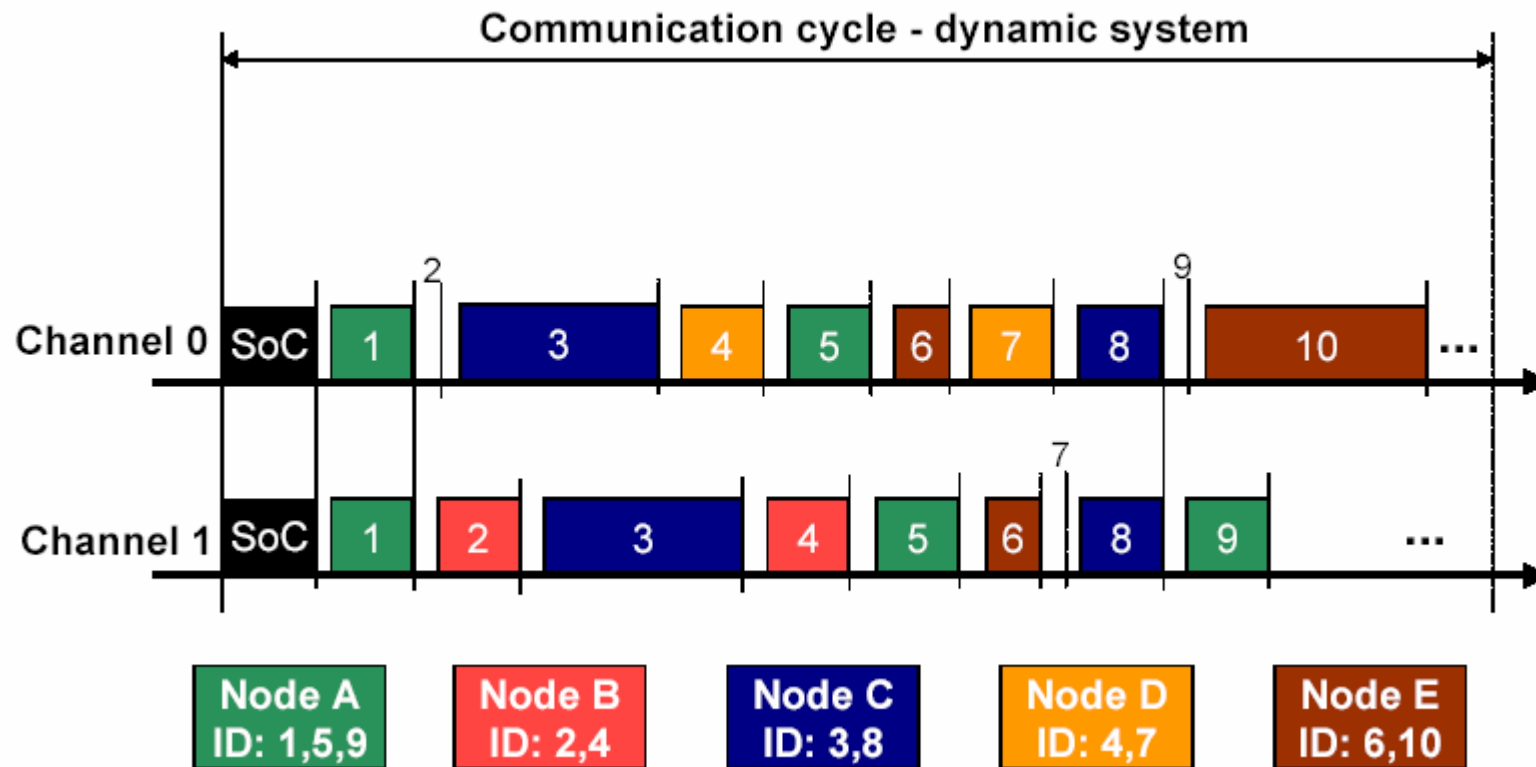 Communication cycle - dynamic system
2
9
Channel 0 SoC 1 3 4 5 6 7 8 10 ...
7
Channel 1 SoC 1 2 3 4 5 6 8 9 ...
Node A
ID: 1,5,9
Node B
ID: 2,4
Node C
ID: 3,8
Node D
ID: 4,7
Node E
ID: 6,10